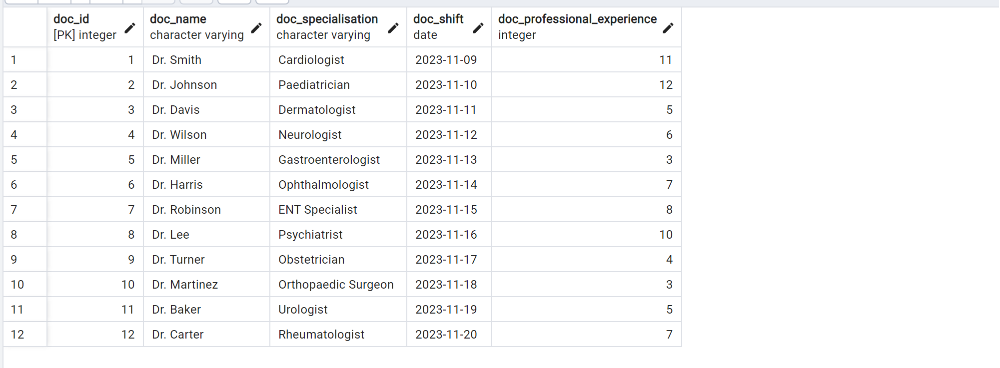 doc_id doc_name doc_specialisation doc_shift doc_professional_experience
[PK] integer character varying character varying date integer
1 1 Dr. Smith Cardiologist 2023-11-09 11
2 2 Dr. Johnson Paediatrician 2023-11-10 12
3 3 Dr. Davis Dermatologist 2023-11-11 5
4 4 Dr. Wilson Neurologist 2023-11-12 6
5 5 Dr. Miller Gastroenterologist 2023-11-13 3
6 6 Dr. Harris Ophthalmologist 2023-11-14 7
7 7 Dr. Robinson ENT Specialist 2023-11-15 8
8 8 Dr. Lee Psychiatrist 2023-11-16 10
9 9 Dr. Turner Obstetrician 2023-11-17 4
10 10 Dr. Martinez Orthopaedic Surgeon 2023-11-18 3
11 11 Dr. Baker Urologist 2023-11-19 5
12 12 Dr. Carter Rheumatologist 2023-11-20 7